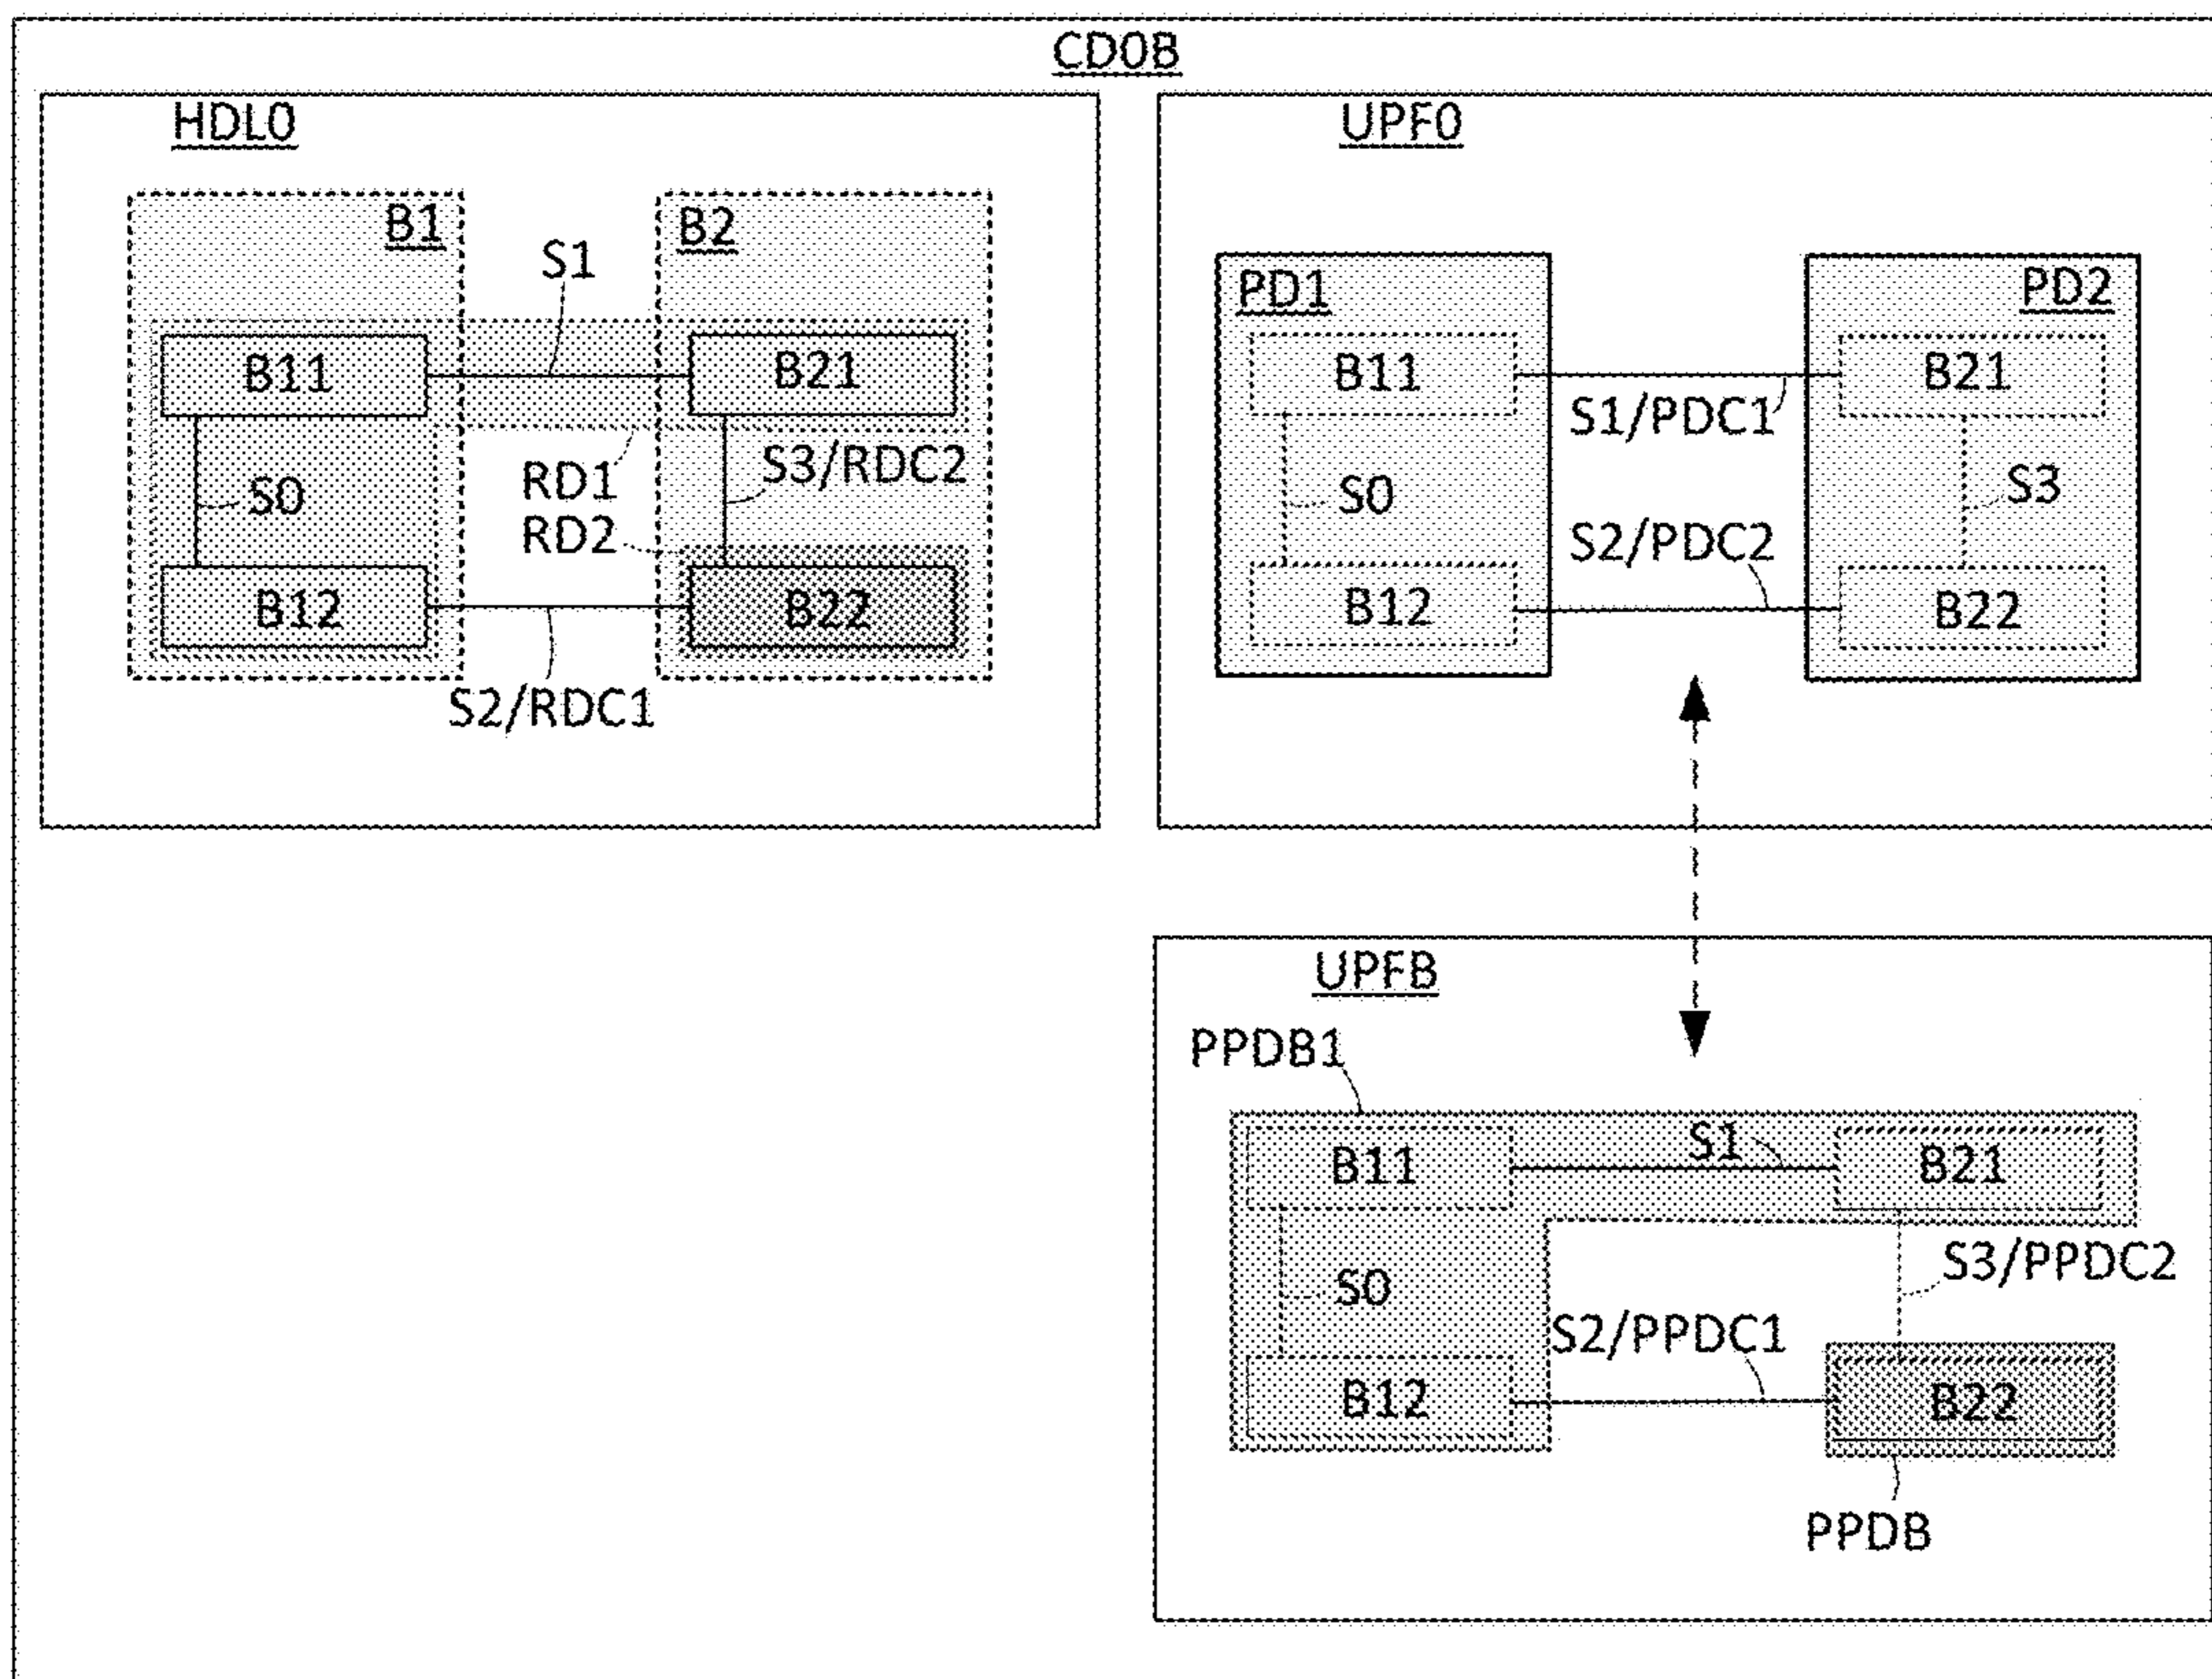 CD0B
HDL0
B1
B2
S1
B11
B21
RD1
S3/RDC2
S0
RD2
B12
B22
S2/RDC1
UPF0
PD1
PD2
B11
B21
S1/PDC1
S0
S3
S2/PDC2
B12
B22
UPFB
PPDB1
S1
B11
B21
S3/PPDC2
S0
S2/PPDC1
B12
B22
PPDB